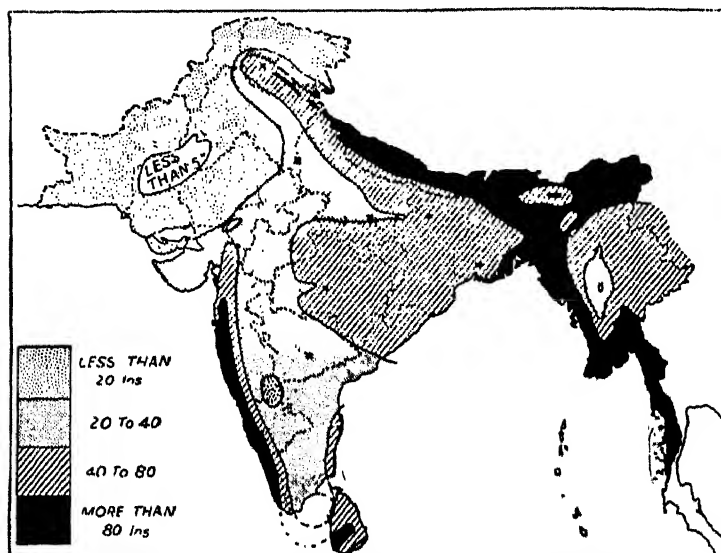 LESS
THAN 5"
LESS THAN
20 Ins
20 To 40
40 TO 80
MORE THAN
80 Ins